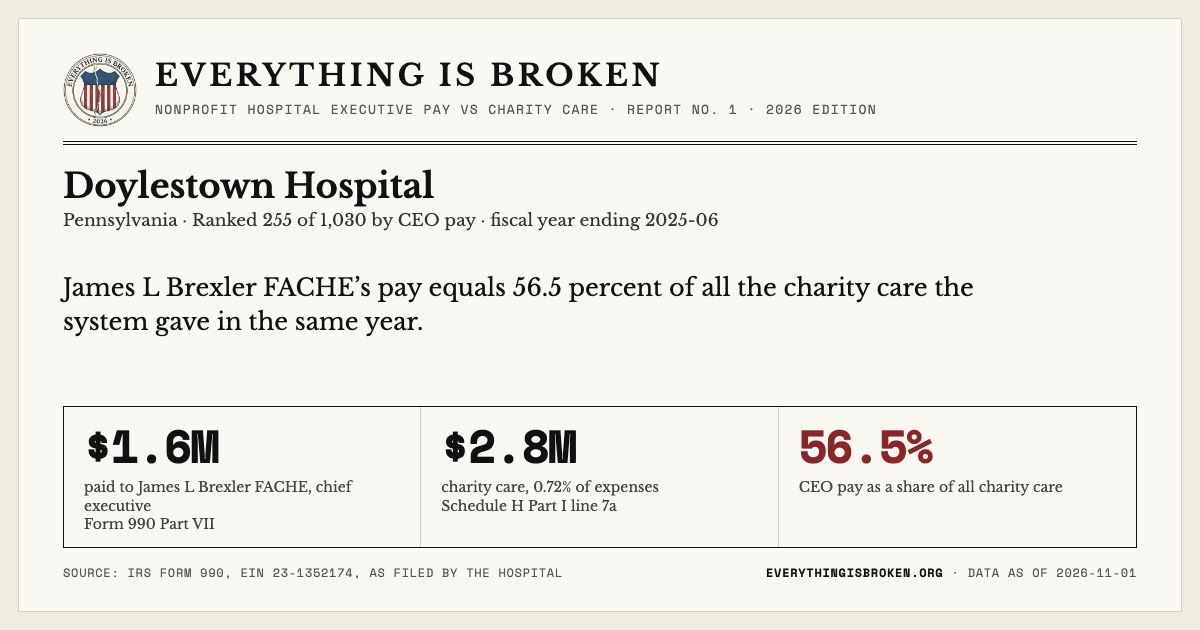 EVERYTHING IS BROKEN
• 2026 •
EVERYTHING IS BROKEN
NONPROFIT HOSPITAL EXECUTIVE PAY VS CHARITY CARE · REPORT NO. 1 · 2026 EDITION
Doylestown Hospital
Pennsylvania · Ranked 255 of 1,030 by CEO pay · fiscal year ending 2025-06
James L Brexler FACHE’s pay equals 56.5 percent of all the charity care the
system gave in the same year.
$1.6M
paid to James L Brexler FACHE, chief
executive
Form 990 Part VII
$2.8M
charity care, 0.72% of expenses
Schedule H Part I line 7a
56.5%
CEO pay as a share of all charity care
SOURCE: IRS FORM 990, EIN 23-1352174, AS FILED BY THE HOSPITAL
EVERYTHINGISBROKEN.ORG · DATA AS OF 2026-11-01